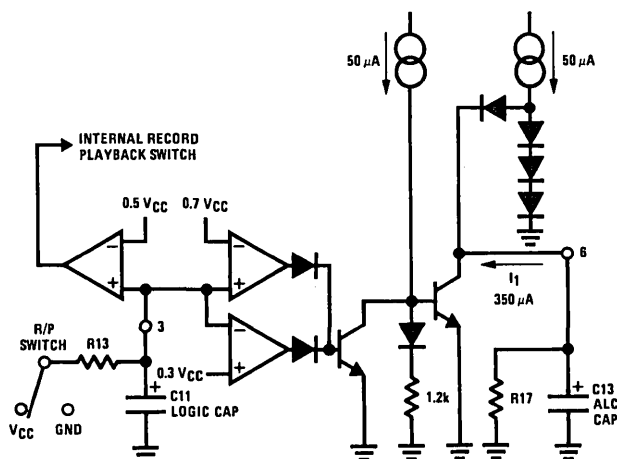 50 μA
50 μA
INTERNAL RECORD
PLAYBACK SWITCH
0.5 VCC
0.7 VCC
−
+
−
+
−
+
6
I1
350 μA
R/P
SWITCH
R13
3
0.3 VCC
+
C11
LOGIC CAP
VCC
GND
1.2k
R17
+
C13
ALC
CAP